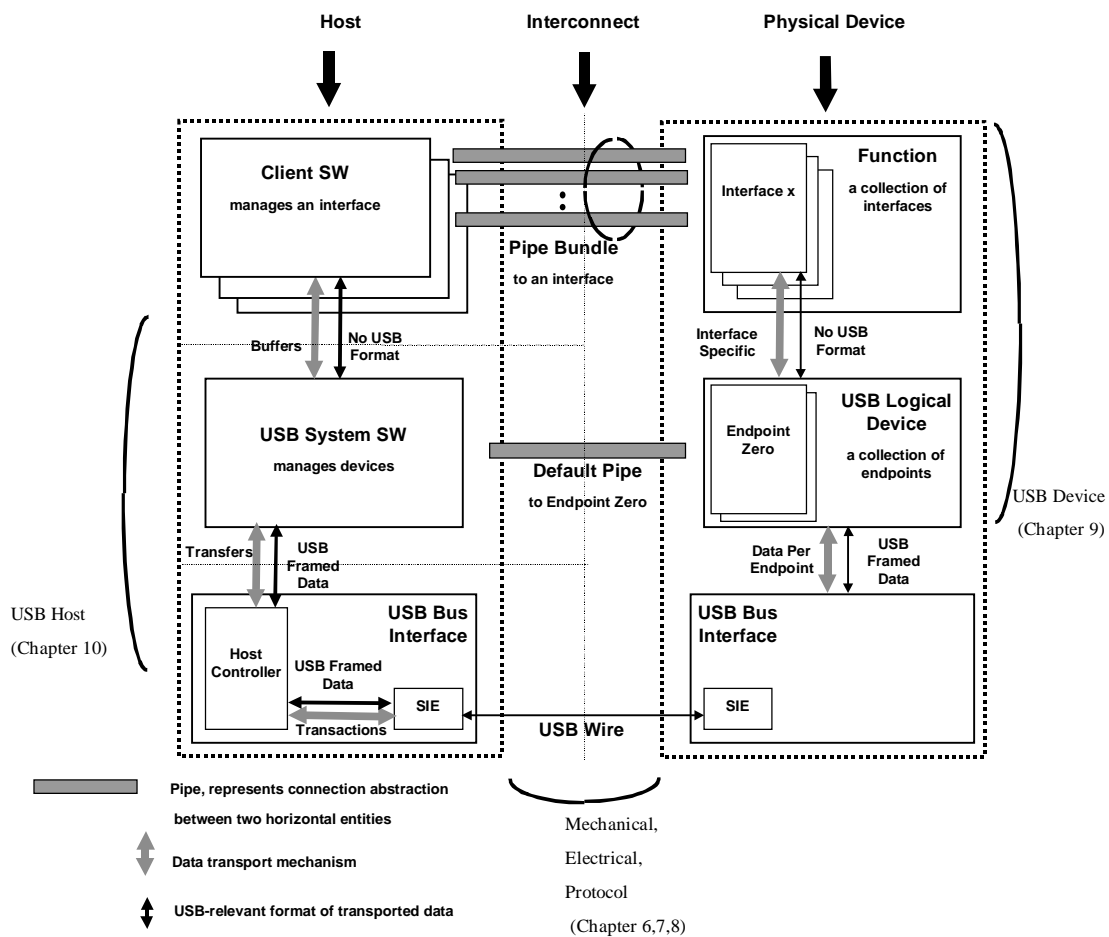 Host
Interconnect
Physical Device
Client SW
manages an interface
Pipe Bundle
to an interface
Function
a collection of
interfaces
Interface x
Buffers
No USB
Format
Interface
Specific
No USB
Format
USB System SW
manages devices
Default Pipe
to Endpoint Zero
USB Logical
Device
a collection of
endpoints
Endpoint
Zero
USB Device
(Chapter 9)
Transfers
USB
Framed
Data
Data Per
Endpoint
USB
Framed
Data
USB Host
(Chapter 10)
USB Bus
Interface
Host
Controller
USB Framed
Data
SIE
Transactions
USB Wire
USB Bus
Interface
SIE
Pipe, represents connection abstraction
between two horizontal entities
Data transport mechanism
USB-relevant format of transported data
Mechanical,
Electrical,
Protocol
(Chapter 6,7,8)